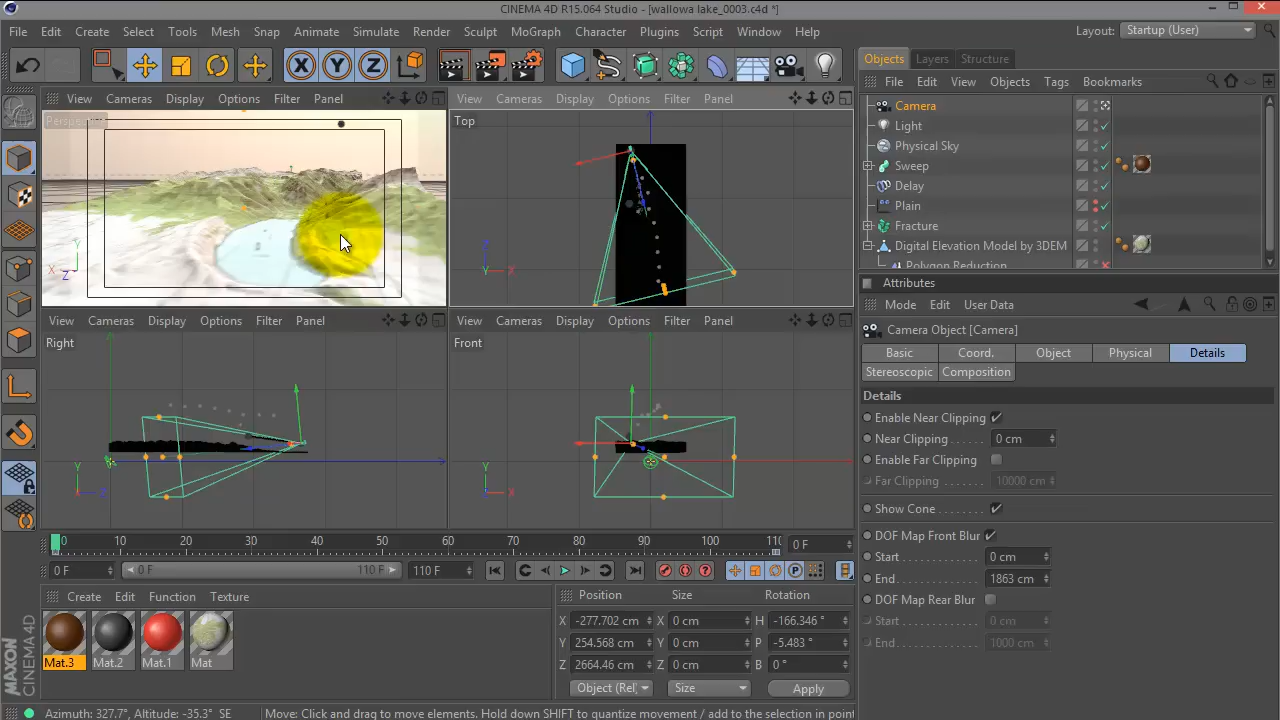 CINEMA 4D R15.064 Studio - [wallowa lake_0003.c4d *]
File Edit Create Select Tools Mesh Snap Animate Simulate Render Sculpt MoGraph Character Plugins Script Window Help
Layout: Startup (User)
X Y Z
Objects Layers Structure
File Edit View Objects Tags Bookmarks
View Cameras Display Options Filter Panel
View Cameras Display Options Filter Panel
Top
Camera
Light
Physical Sky
Sweep
Delay
Plain
Fracture
Digital Elevation Model by 3DEM
Polygon Reduction
Y
X
Z
Z
Y X
Attributes
Mode Edit User Data
Camera Object [Camera]
Basic Coord. Object Physical Details
Stereoscopic Composition
Details
Enable Near Clipping
Near Clipping 0 cm
Enable Far Clipping
Far Clipping 10000 cm
Show Cone
DOF Map Front Blur
Start 0 cm
End 1863 cm
DOF Map Rear Blur
Start 0 cm
End 1000 cm
View Cameras Display Options Filter Panel
View Cameras Display Options Filter Panel
Right
Front
Y
X Z
Y
Z X
0 10 20 30 40 50 60 70 80 90 100 110
0 F
0 F 0 F 110 F 110 F
P
Create Edit Function Texture
Mat.3 Mat.2 Mat.1 Mat
Position Size Rotation
X -277.702 cm X 0 cm H -166.346 °
Y 254.568 cm Y 0 cm P -5.483 °
Z 2664.46 cm Z 0 cm B 0 °
Object (Rel) Size Apply
MAXON
CINEMA 4D
Azimuth: 327.7°, Altitude: -35.3° SE
Move: Click and drag to move elements. Hold down SHIFT to quantize movement / add to the selection in point